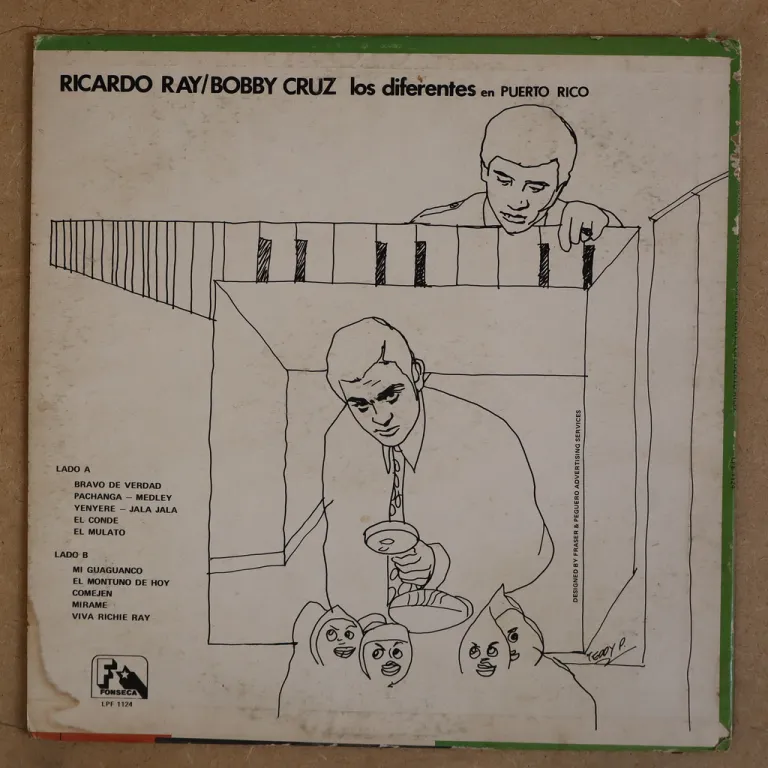 RICARDO RAY/BOBBY CRUZ los diferentes en PUERTO RICO
LADO A
BRAVO DE VERDAD
PACHANGA – MEDLEY
YENYERE – JALA JALA
EL CONDE
EL MULATO
LADO B
MI GUAGUANCO
EL MONTUNO DE HOY
COMEJEN
MIRAME
VIVA RICHIE RAY
F
FONSECA
LPF 1124
DESIGNED BY FRASER & PEGUERO ADVERTISING SERVICES
TEDDY P.